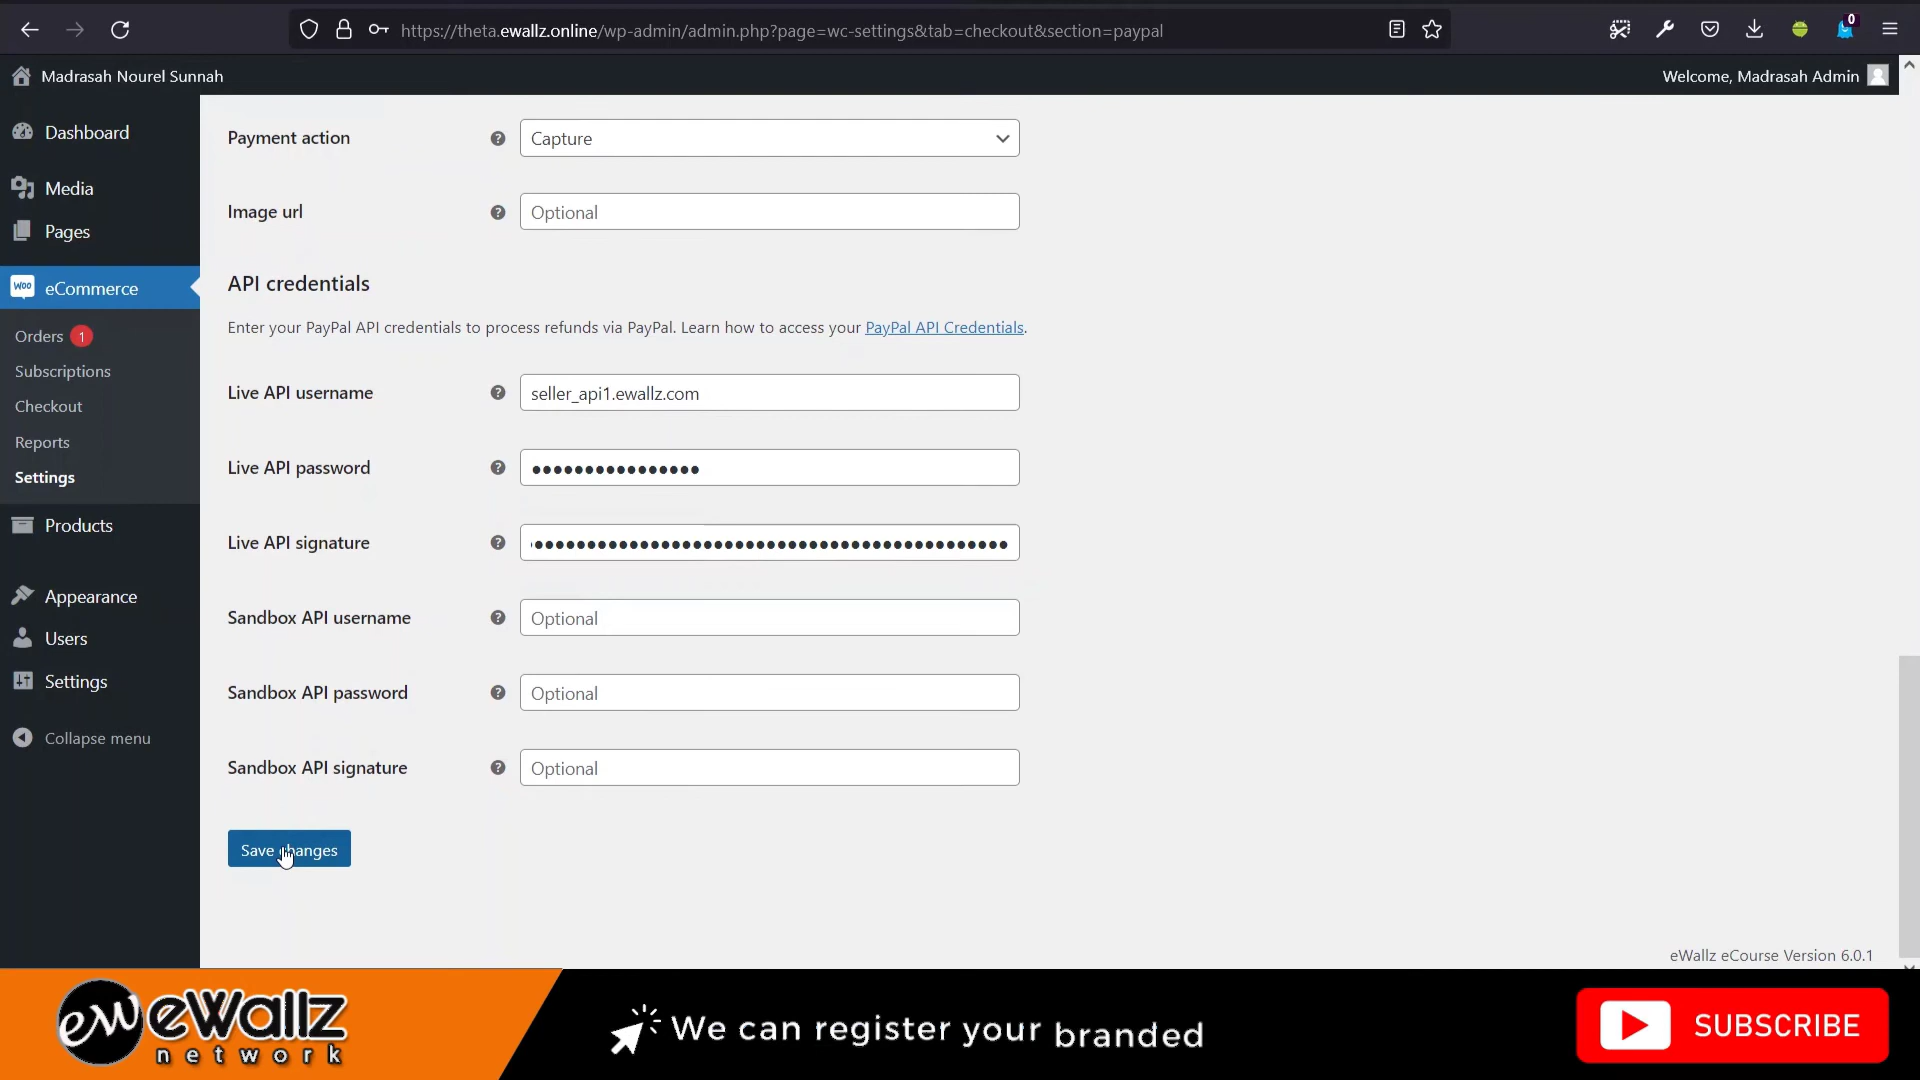 https://theta.ewallz.online/wp-admin/admin.php?page=wc-settings&tab=checkout&section=paypal
0
Madrasah Nourel Sunnah
Welcome, Madrasah Admin
Dashboard
Media
Pages
woo eCommerce
Orders 1
Subscriptions
Checkout
Reports
Settings
Products
Appearance
Users
Settings
Collapse menu
Payment action ? Capture
Image url ? Optional
API credentials
Enter your PayPal API credentials to process refunds via PayPal. Learn how to access your PayPal API Credentials.
Live API username ? seller_api1.ewallz.com
Live API password ? ••••••••••••••••
Live API signature ?
Sandbox API username ? Optional
Sandbox API password ? Optional
Sandbox API signature ? Optional
Save changes
eWallz eCourse Version 6.0.1
ew eWallz
network
We can register your branded
SUBSCRIBE